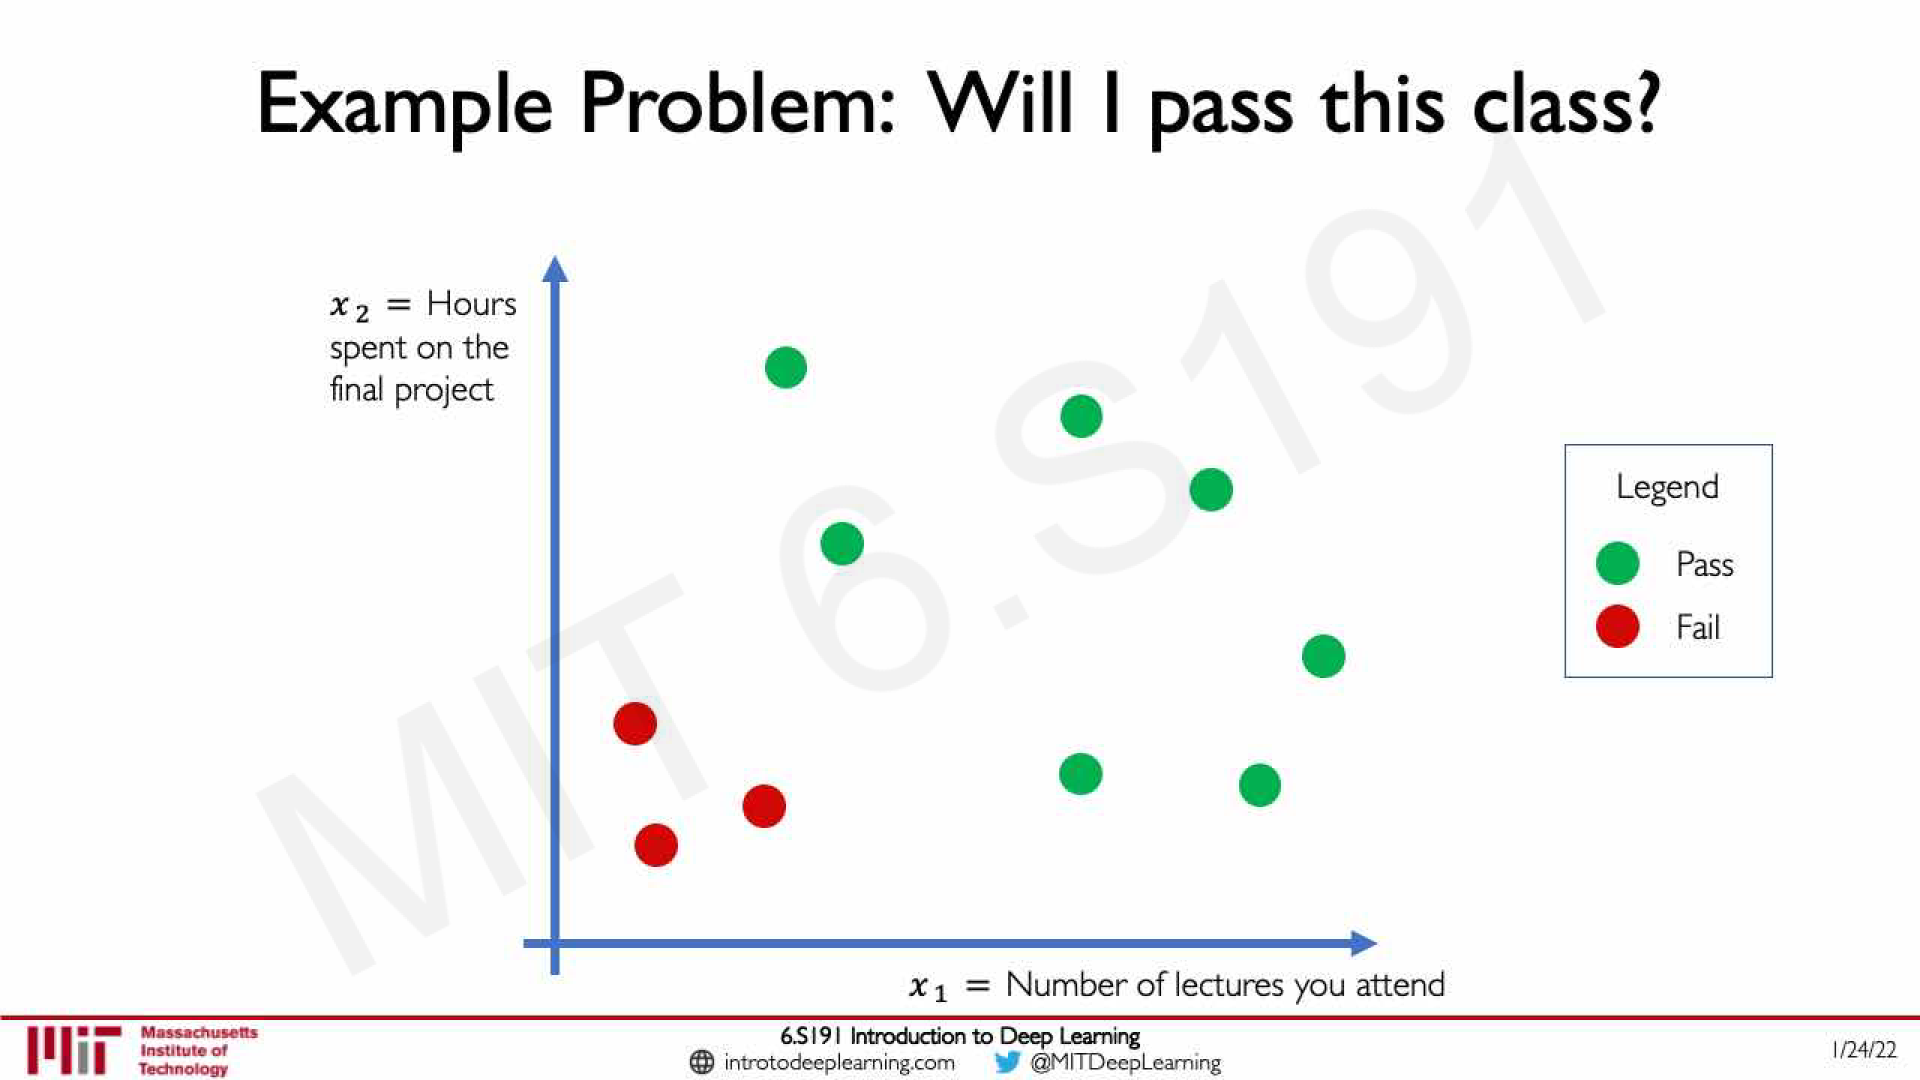 Example Problem: Will I pass this class?
x₂ = Hours
spent on the
final project
Legend
Pass
Fail
MIT 6.S191
x₁ = Number of lectures you attend
Massachusetts
Institute of
Technology
6.S191 Introduction to Deep Learning
introtodeeplearning.com @MITDeepLearning
1/24/22